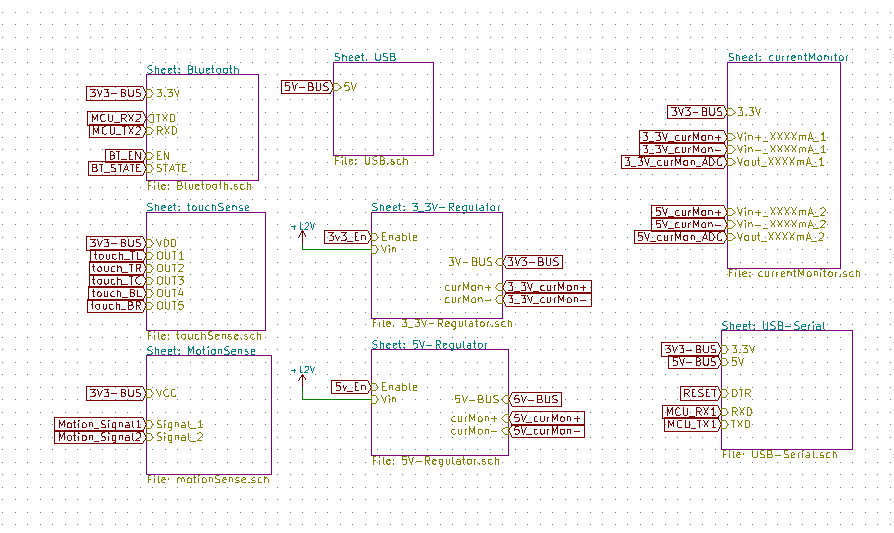 Sheet: Bluetooth
3V3-BUS 3.3V
MCU_RX2 TXD
MCU_TX2 RXD
BT_EN EN
BT_STATE STATE
File: Bluetooth.sch
Sheet: USB
5V-BUS 5V
File: USB.sch
Sheet: currentMonitor
3V3-BUS 3.3V
3_3V_curMon+ Vin+_XXXXmA_1
3_3V_curMon- Vin-_XXXXmA_1
3_3V_curMon_ADC Vout_XXXXmA_1
5V_curMon+ Vin+_XXXXmA_2
5V_curMon- Vin-_XXXXmA_2
5V_curMon_ADC Vout_XXXXmA_2
File: currentMonitor.sch
Sheet: touchSense
3V3-BUS VDD
touch_TL OUT1
touch_TR OUT2
touch_TC OUT3
touch_BL OUT4
touch_BR OUT5
File: touchSense.sch
Sheet: 3_3V-Regulator
+12V
3v3_En Enable
Vin
3V-BUS 3V3-BUS
curMon+ 3_3V_curMon+
curMon- 3_3V_curMon-
File: 3_3V-Regulator.sch
Sheet: MotionSense
3V3-BUS VCC
Motion_Signal1 Signal_1
Motion_Signal2 Signal_2
File: motionSense.sch
Sheet: 5V-Regulator
+12V
5v_En Enable
Vin
5V-BUS 5V-BUS
curMon+ 5V_curMon+
curMon- 5V_curMon-
File: 5V-Regulator.sch
Sheet: USB-Serial
3V3-BUS 3.3V
5V-BUS 5V
RESET DTR
MCU_RX1 RXD
MCU_TX1 TXD
File: USB-Serial.sch